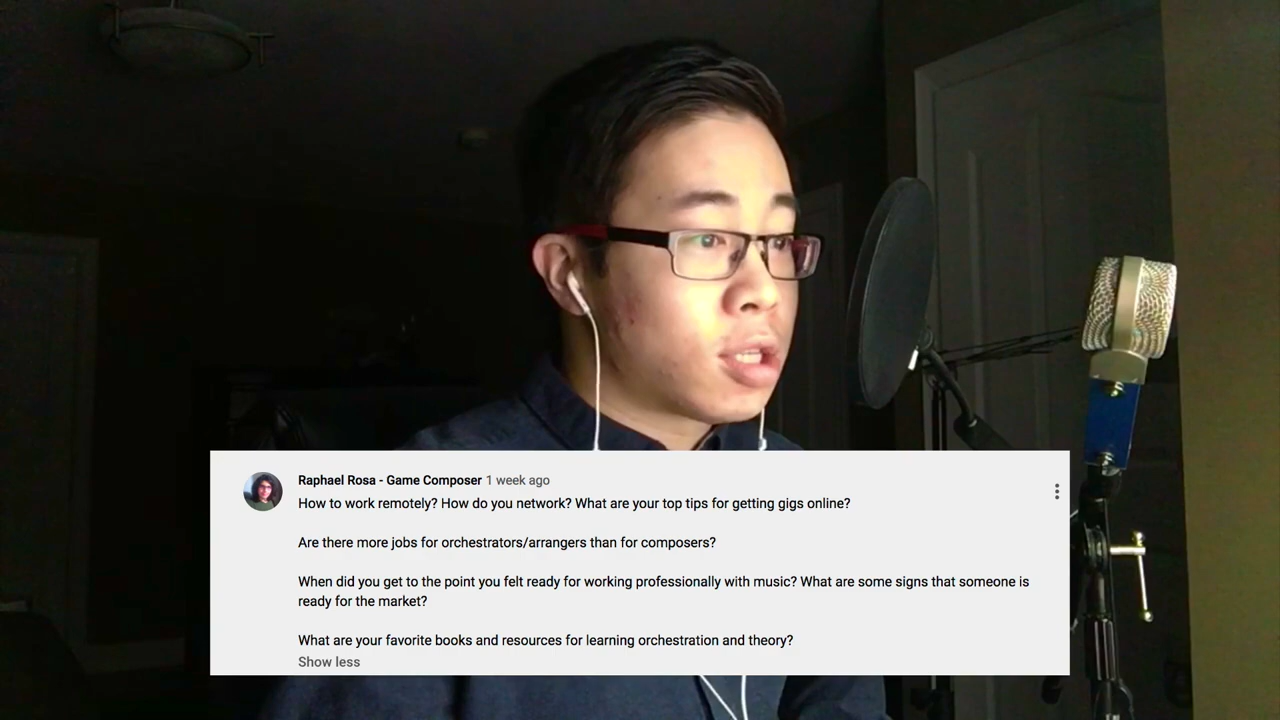 Raphael Rosa - Game Composer 1 week ago
How to work remotely? How do you network? What are your top tips for getting gigs online?
Are there more jobs for orchestrators/arrangers than for composers?
When did you get to the point you felt ready for working professionally with music? What are some signs that someone is
ready for the market?
What are your favorite books and resources for learning orchestration and theory?
Show less